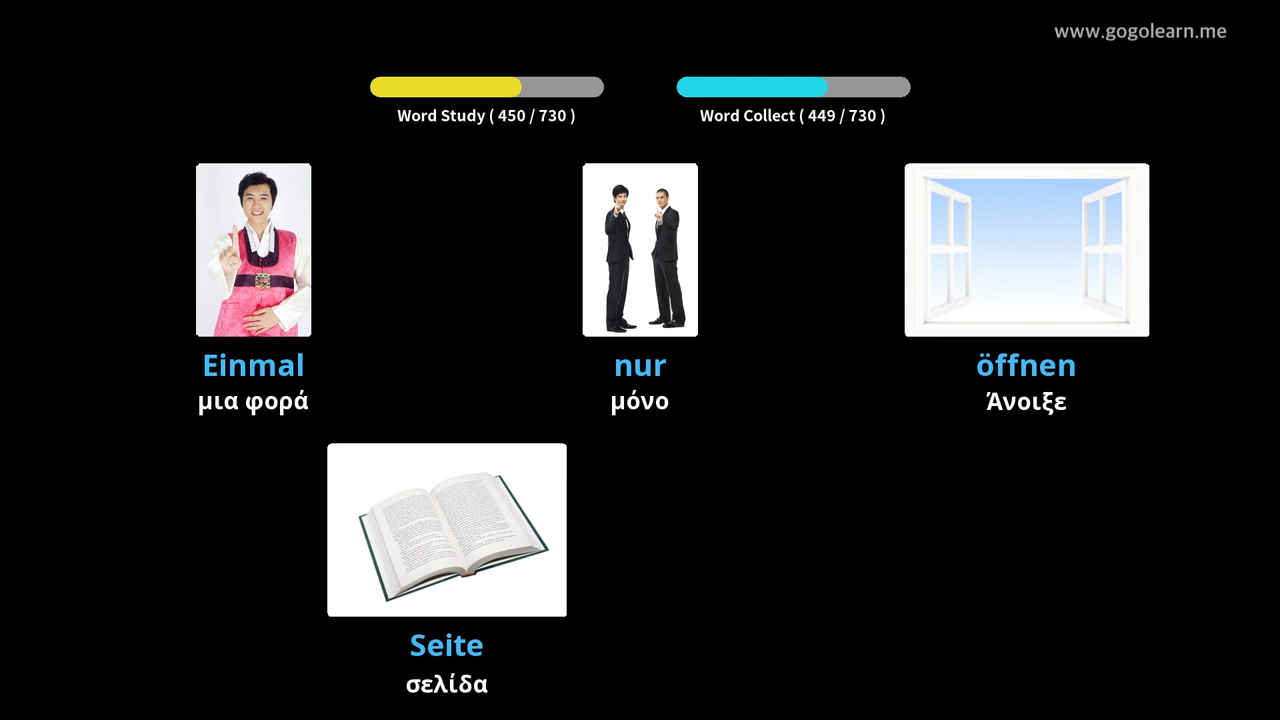 www.gogolearn.me
Word Study ( 450 / 730 )
Word Collect ( 449 / 730 )
Einmal
μια φορά
nur
μόνο
öffnen
Άνοιξε
Seite
σελίδα